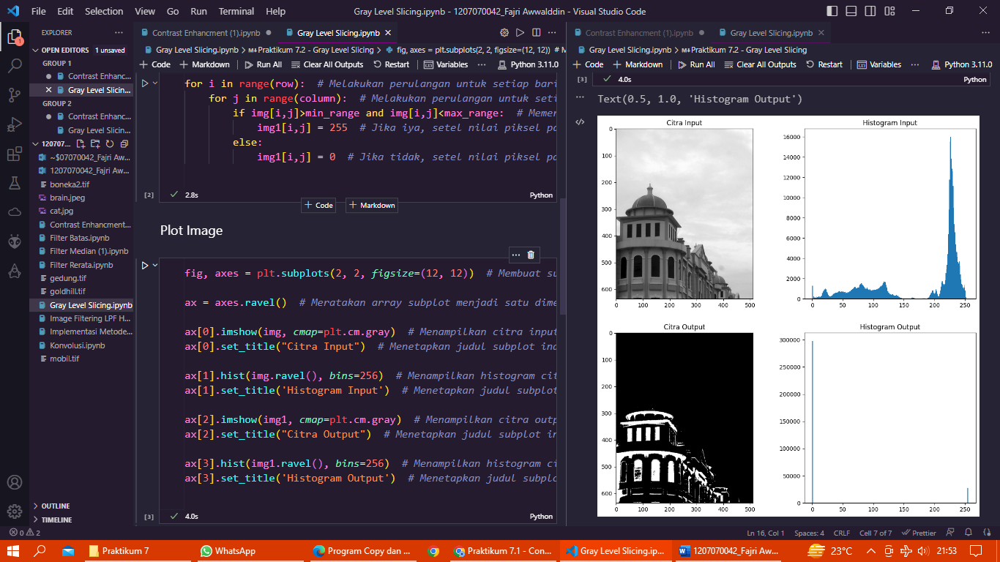 File Edit Selection View Go Run Terminal Help
Gray Level Slicing.ipynb - 1207070042_Fajri Awwalddin - Visual Studio Code
EXPLORER
OPEN EDITORS 1 unsaved
GROUP 1
Contrast Enhanc...
Gray Level Slicin...
GROUP 2
Contrast Enhanc...
Gray Level Slicin...
120707...
~$07070042_Fajri Aw...
1207070042_Fajri Aw...
boneka2.tif
brain.jpeg
cat.jpg
Contrast Enhancment...
Filter Batas.ipynb
Filter Median (1).ipynb
Filter Rerata.ipynb
gedung.tif
goldhill.tif
Gray Level Slicing.ipynb
Image Filtering LPF H...
Implementasi Metode...
Konvolusi.ipynb
mobil.tif
OUTLINE
TIMELINE
1
Contrast Enhancment (1).ipynb
Gray Level Slicing.ipynb
Gray Level Slicing.ipynb > M↓Praktikum 7.2 - Gray Level Slicing > fig, axes = plt.subplots(2, 2, figsize=(12, 12)) # M
+ Code + Markdown Run All Clear All Outputs Restart Variables ... Python 3.11.0
for i in range(row):  # Melakukan perulangan untuk setiap bari
for j in range(column):  # Melakukan perulangan untuk seti
if img[i,j]>min_range and img[i,j]<max_range:  # Memer
img1[i,j] = 255  # Jika iya, setel nilai piksel pa
else:
img1[i,j] = 0  # Jika tidak, setel nilai piksel pa
[2] 2.8s Python
+ Code + Markdown
Plot Image
fig, axes = plt.subplots(2, 2, figsize=(12, 12))  # Membuat su
ax = axes.ravel()  # Meratakan array subplot menjadi satu dime
ax[0].imshow(img, cmap=plt.cm.gray)  # Menampilkan citra input
ax[0].set_title("Citra Input")  # Menetapkan judul subplot ind
ax[1].hist(img.ravel(), bins=256)  # Menampilkan histogram cit
ax[1].set_title('Histogram Input')  # Menetapkan judul subplot
ax[2].imshow(img1, cmap=plt.cm.gray)  # Menampilkan citra outp
ax[2].set_title("Citra Output")  # Menetapkan judul subplot in
ax[3].hist(img1.ravel(), bins=256)  # Menampilkan histogram ci
ax[3].set_title('Histogram Output')  # Menetapkan judul subplo
[3] 4.0s Python
Contrast Enhancment (1).ipynb
Gray Level Slicing.ipynb
Gray Level Slicing.ipynb > M↓Praktikum 7.2 - Gray Level Slicing
+ Code + Markdown Run All Clear All Outputs Restart Variables ... Python 3.11.0
[3] 4.0s Python
Text(0.5, 1.0, 'Histogram Output')
Citra Input
0
100
200
300
400
500
600
0 100 200 300 400 500
Histogram Input
16000
14000
12000
10000
8000
6000
4000
2000
0
0 50 100 150 200 250
Citra Output
0
100
200
300
400
500
600
0 100 200 300 400 500
Histogram Output
300000
250000
200000
150000
100000
50000
0
0 50 100 150 200 250
0 2
Ln 16, Col 1 Spaces: 4 CRLF Cell 7 of 7 Prettier
Praktikum 7
WhatsApp
Program Copy dan ...
Praktikum 7.1 - Con...
Gray Level Slicing.ip...
1207070042_Fajri Aw...
23°C
21:53